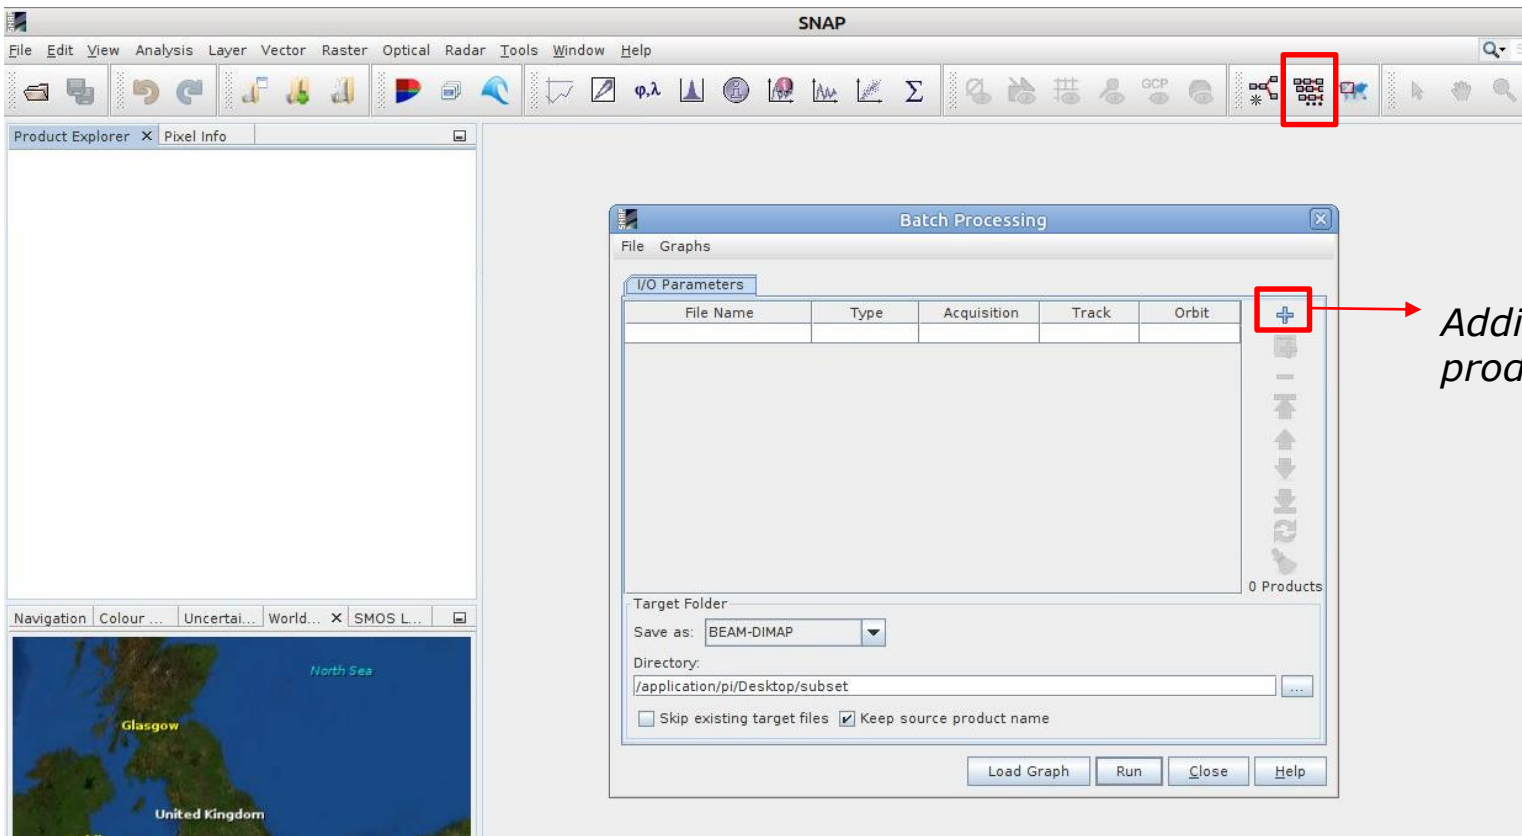 SNAP
File Edit View Analysis Layer Vector Raster Optical Radar Tools Window Help
φ,λ Σ GCP
Product Explorer X Pixel Info
Batch Processing
File Graphs
I/O Parameters
File Name Type Acquisition Track Orbit
Addi
prod
0 Products
Target Folder
Save as: BEAM-DIMAP
Directory:
/application/pi/Desktop/subset
...
Skip existing target files Keep source product name
Load Graph Run Close Help
Navigation Colour ... Uncertai... World... X SMOS L...
North Sea
Glasgow
United Kingdom